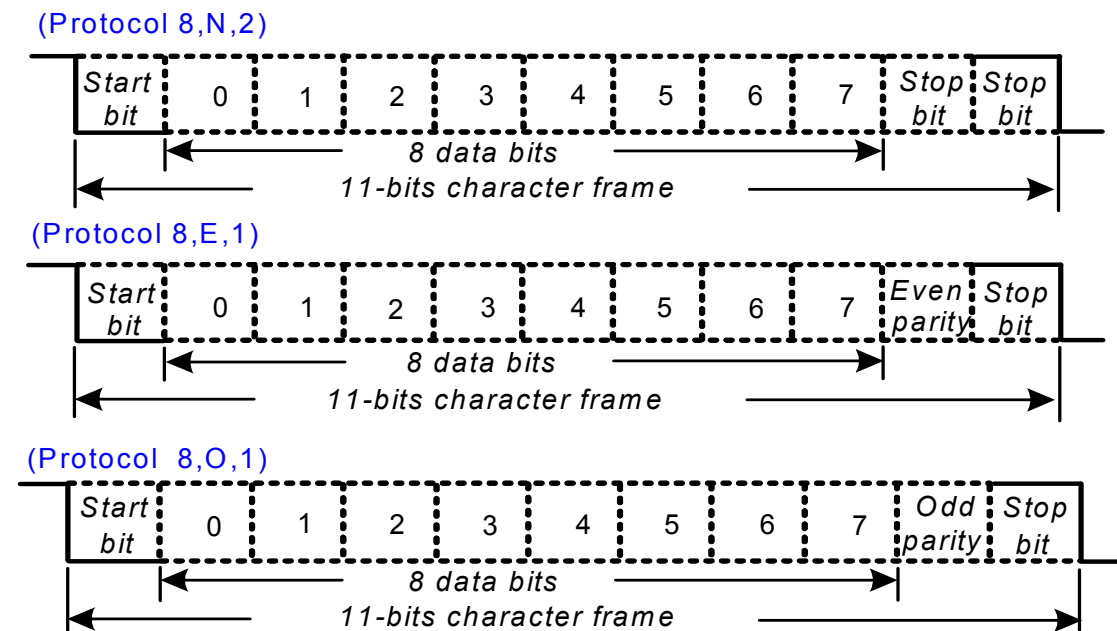 (Protocol 8,N,2)
Start bit 0 1 2 3 4 5 6 7 Stop bit Stop bit
8 data bits
11-bits character frame
(Protocol 8,E,1)
Start bit 0 1 2 3 4 5 6 7 Even parity Stop bit
8 data bits
11-bits character frame
(Protocol 8,O,1)
Start bit 0 1 2 3 4 5 6 7 Odd parity Stop bit
8 data bits
11-bits character frame